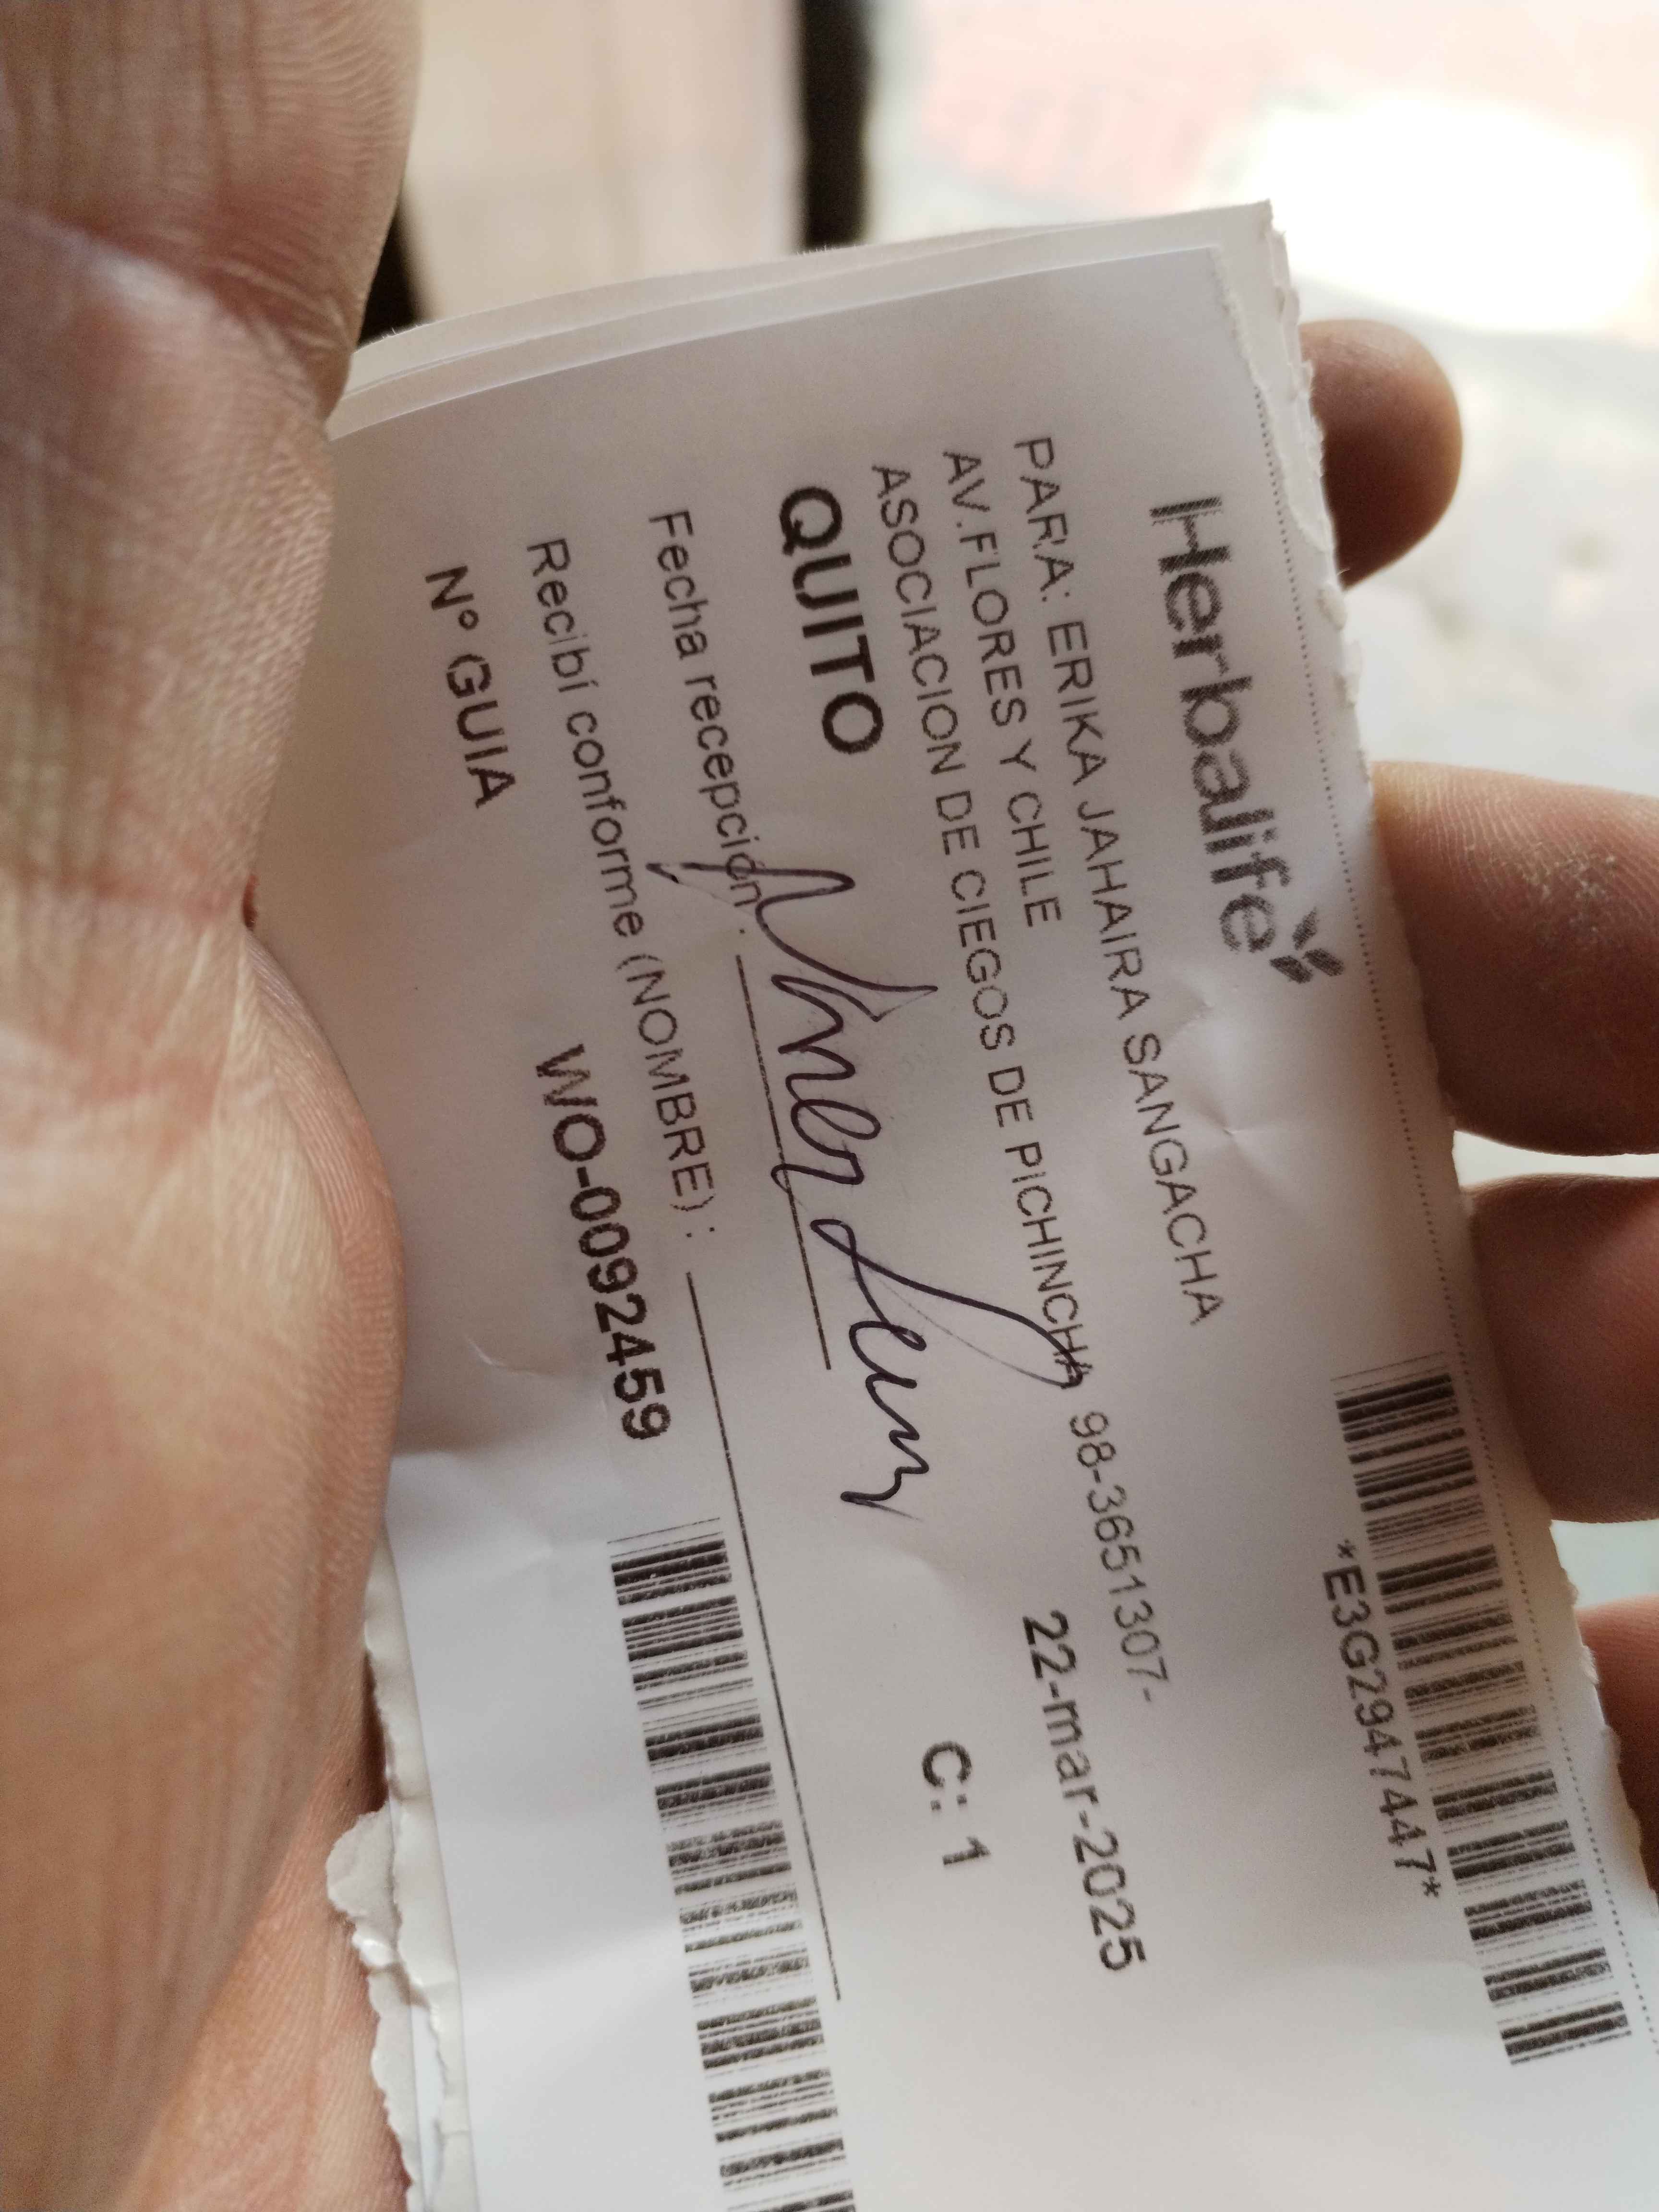 Herbalife
*E3G2947447*
PARA: ERIKA JAHAIRA SANGACHA
AV.FLORES Y CHILE
ASOCIACION DE CIEGOS DE PICHINCHA 98-3651307-
QUITO
22-mar-2025
Fecha recepción:
C: 1
Recibí conforme (NOMBRE):
Nº GUIA
WO-0092459